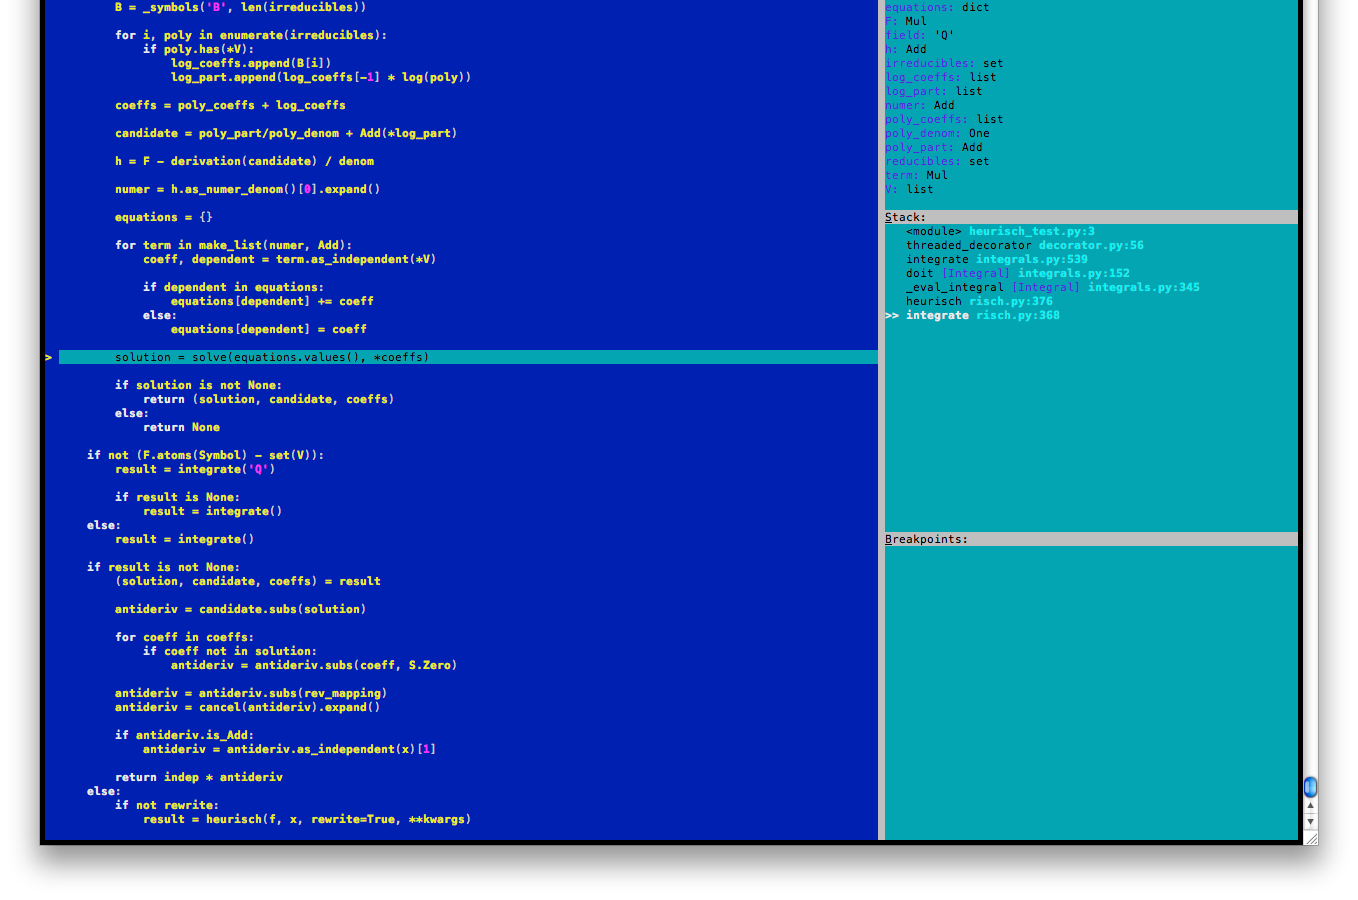 B = _symbols('B', len(irreducibles))
for i, poly in enumerate(irreducibles):
if poly.has(*V):
log_coeffs.append(B[i])
log_part.append(log_coeffs[-1] * log(poly))
coeffs = poly_coeffs + log_coeffs
candidate = poly_part/poly_denom + Add(*log_part)
h = F - derivation(candidate) / denom
numer = h.as_numer_denom()[0].expand()
equations = {}
for term in make_list(numer, Add):
coeff, dependent = term.as_independent(*V)
if dependent in equations:
equations[dependent] += coeff
else:
equations[dependent] = coeff
> solution = solve(equations.values(), *coeffs)
if solution is not None:
return (solution, candidate, coeffs)
else:
return None
if not (F.atoms(Symbol) - set(V)):
result = integrate('Q')
if result is None:
result = integrate()
else:
result = integrate()
if result is not None:
(solution, candidate, coeffs) = result
antideriv = candidate.subs(solution)
for coeff in coeffs:
if coeff not in solution:
antideriv = antideriv.subs(coeff, S.Zero)
antideriv = antideriv.subs(rev_mapping)
antideriv = cancel(antideriv).expand()
if antideriv.is_Add:
antideriv = antideriv.as_independent(x)[1]
return indep * antideriv
else:
if not rewrite:
result = heurisch(f, x, rewrite=True, **kwargs)
equations: dict
F: Mul
field: 'Q'
h: Add
irreducibles: set
log_coeffs: list
log_part: list
numer: Add
poly_coeffs: list
poly_denom: One
poly_part: Add
reducibles: set
term: Mul
V: list
Stack:
<module> heurisch_test.py:3
threaded_decorator decorator.py:56
integrate integrals.py:539
doit [Integral] integrals.py:152
_eval_integral [Integral] integrals.py:345
heurisch risch.py:376
>> integrate risch.py:368
Breakpoints: